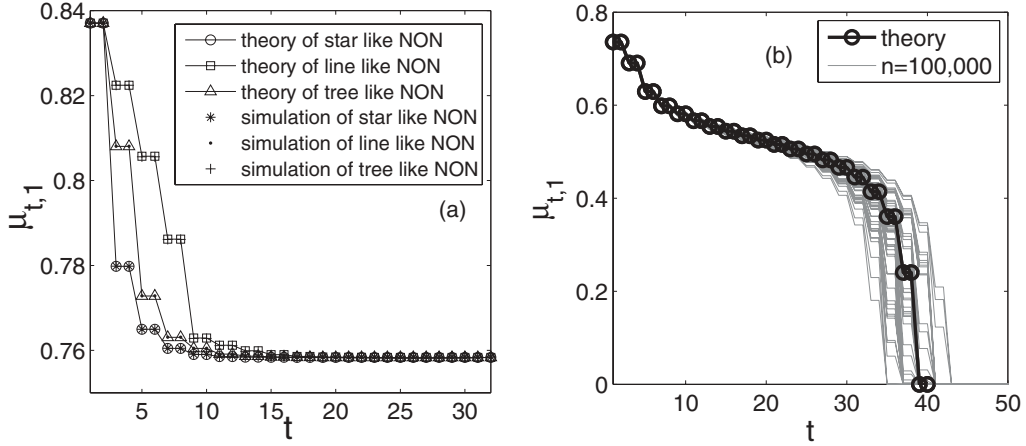 0.84
0.82
0.8
0.78
0.76
μt, 1
5
10
15
20
25
30
t
theory of star like NON
theory of line like NON
theory of tree like NON
simulation of star like NON
simulation of line like NON
simulation of tree like NON
(a)
0.8
0.6
0.4
0.2
0
μt, 1
10
20
30
40
50
t
(b)
theory
n=100,000